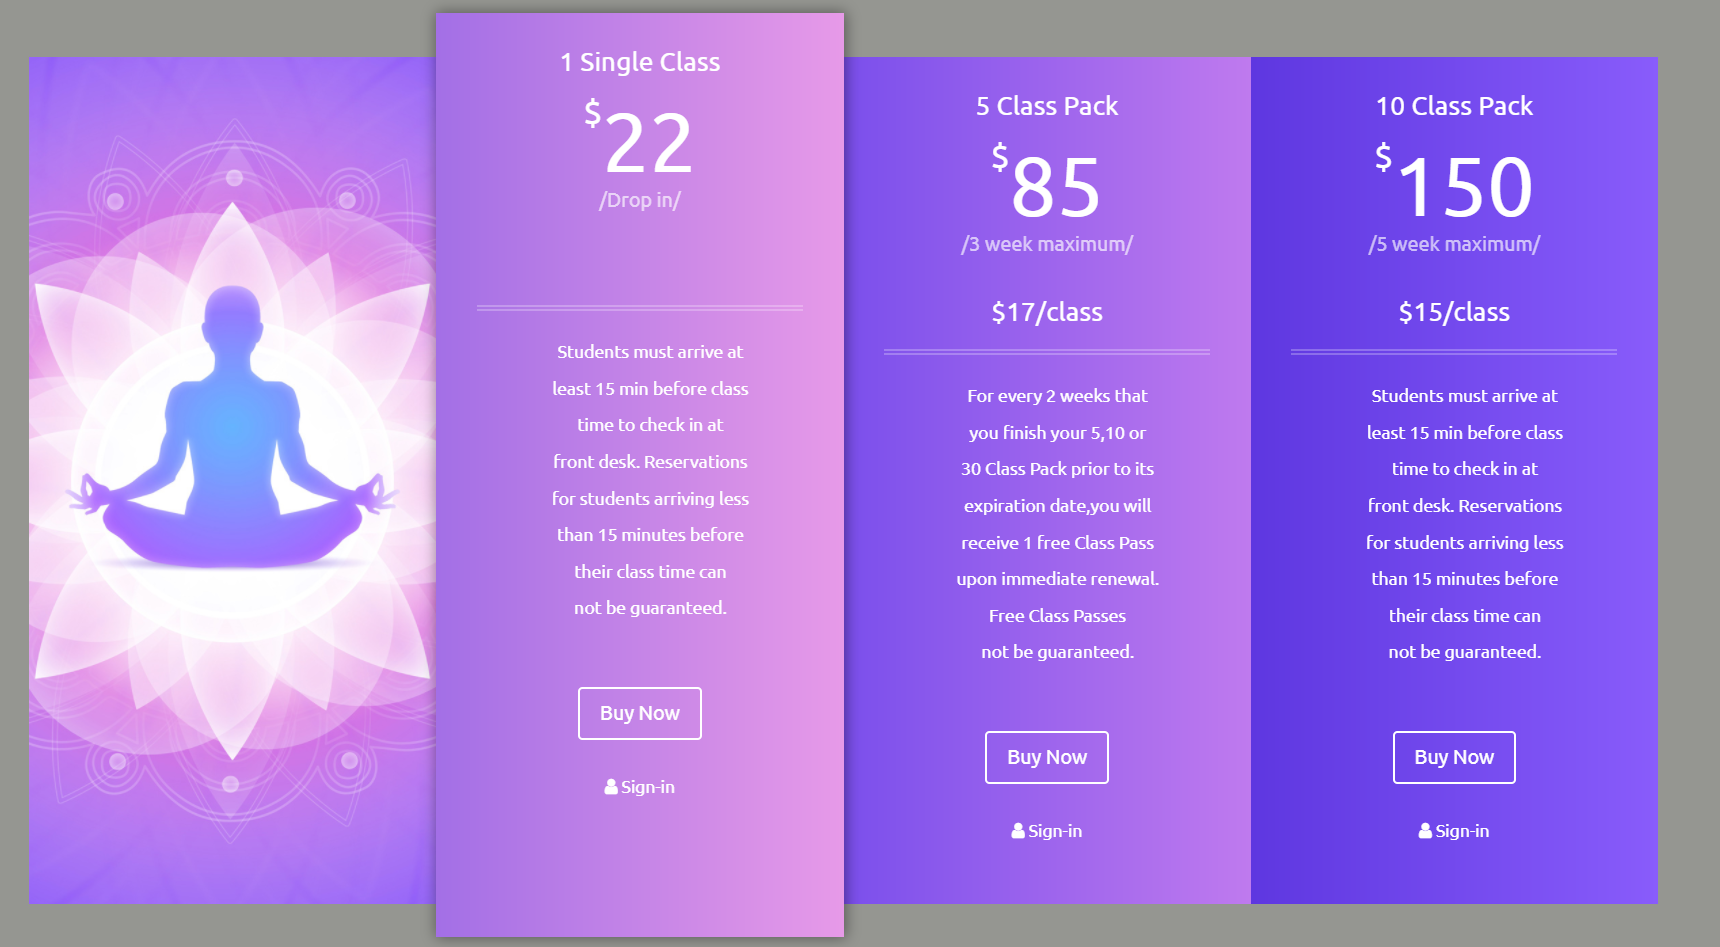 1 Single Class
$22
/Drop in/
Students must arrive at
least 15 min before class
time to check in at
front desk. Reservations
for students arriving less
than 15 minutes before
their class time can
not be guaranteed.
Buy Now
Sign-in
5 Class Pack
$85
/3 week maximum/
$17/class
For every 2 weeks that
you finish your 5,10 or
30 Class Pack prior to its
expiration date,you will
receive 1 free Class Pass
upon immediate renewal.
Free Class Passes
not be guaranteed.
Buy Now
Sign-in
10 Class Pack
$150
/5 week maximum/
$15/class
Students must arrive at
least 15 min before class
time to check in at
front desk. Reservations
for students arriving less
than 15 minutes before
their class time can
not be guaranteed.
Buy Now
Sign-in